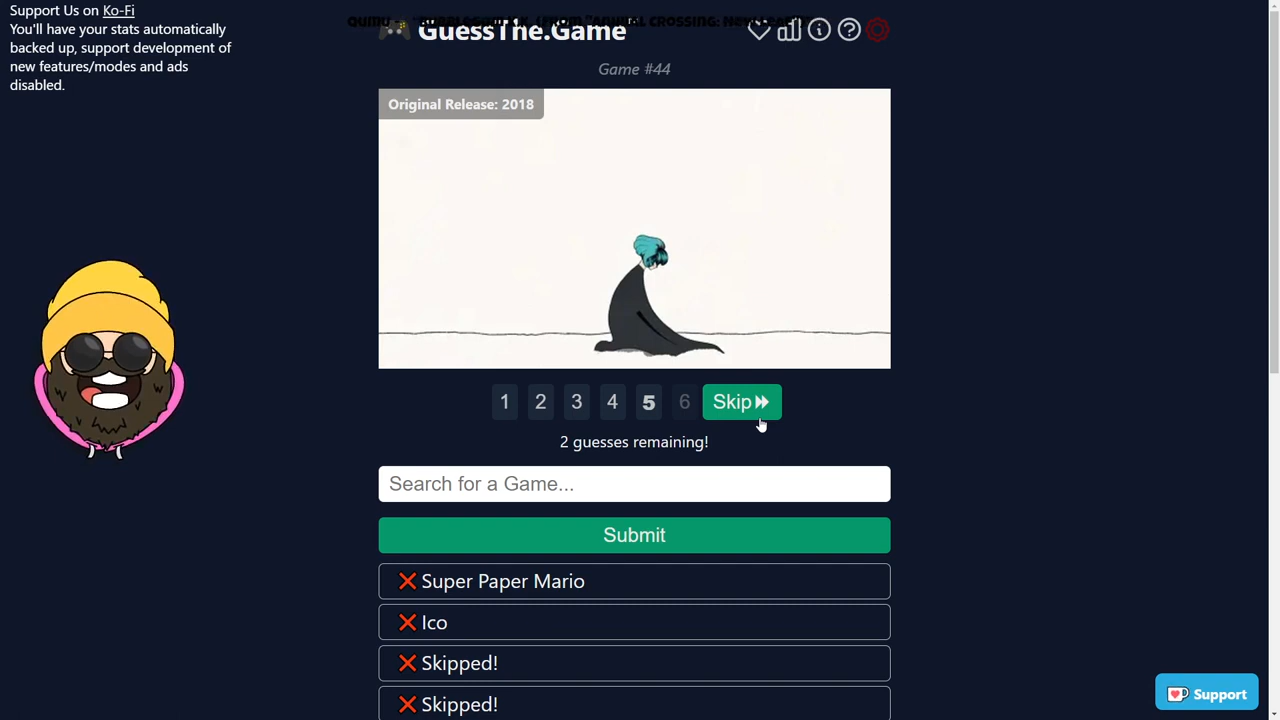 Support Us on Ko-Fi
You'll have your stats automatically
backed up, support development of
new features/modes and ads
disabled.
GuessThe.Game
Game #44
Original Release: 2018
1 2 3 4 5 6 Skip
2 guesses remaining!
Search for a Game...
Submit
❌ Super Paper Mario
❌ Ico
❌ Skipped!
❌ Skipped!
Support